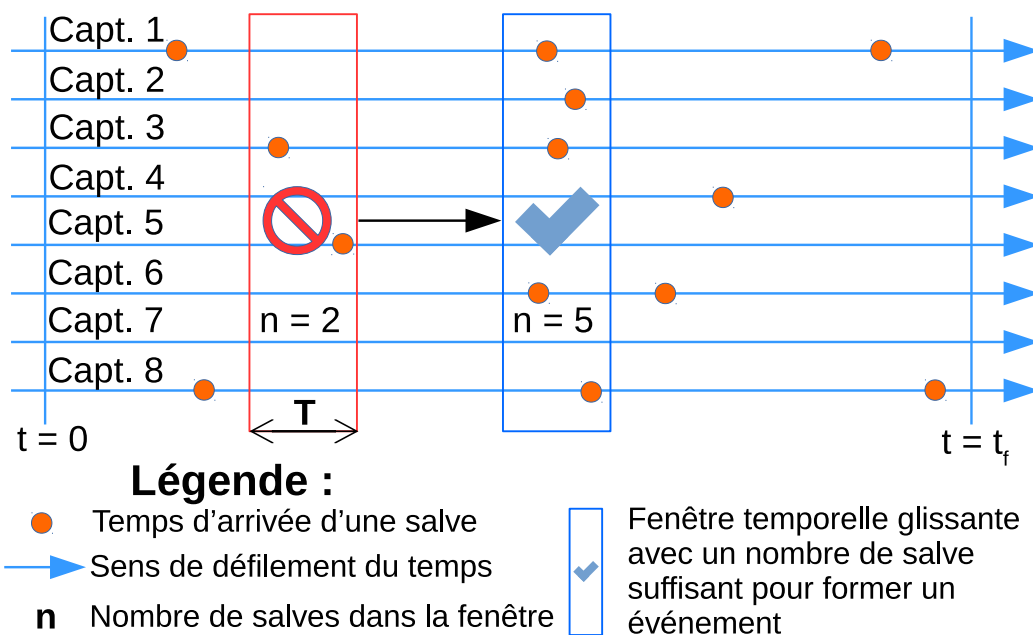 Capt. 1
Capt. 2
Capt. 3
Capt. 4
Capt. 5
Capt. 6
Capt. 7
Capt. 8
n = 2
n = 5
T
t = 0
t = tf
Légende :
Temps d'arrivée d'une salve
Sens de défilement du temps
n Nombre de salves dans la fenêtre
Fenêtre temporelle glissante
avec un nombre de salve
suffisant pour former un
événement